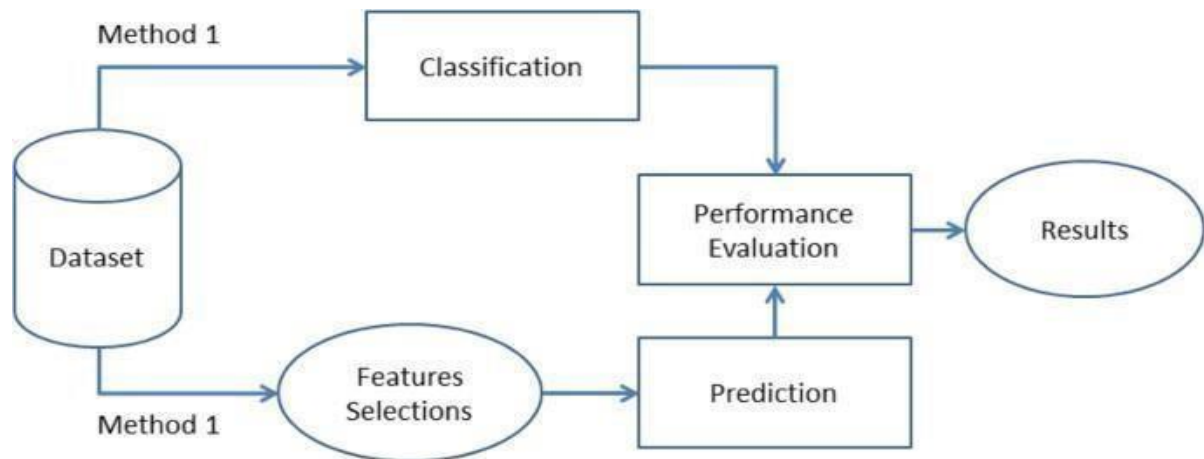 Method 1
Classification
Dataset
Performance
Evaluation
Results
Features
Selections
Prediction
Method 1